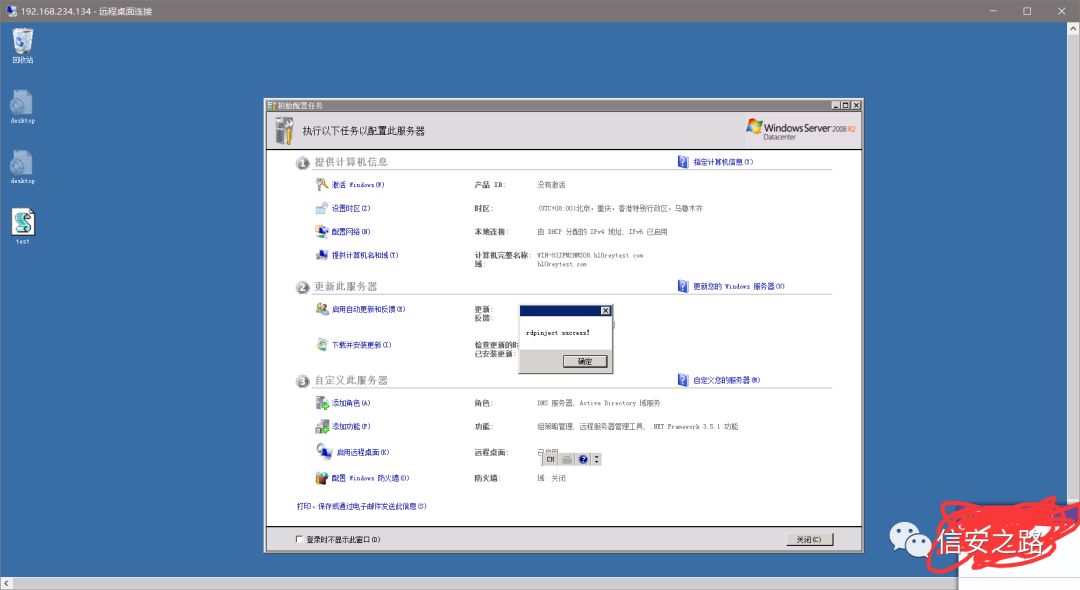 192.168.234.134 - 远程桌面连接
回收站
desktop
desktop
test
初始配置任务
执行以下任务以配置此服务器
Windows Server 2008 R2
Datacenter
1 提供计算机信息
指定计算机信息(T)
激活 Windows(W)
产品 ID:
没有激活
设置时区(Z)
时区:
(UTC+08:00)北京，重庆，香港特别行政区，乌鲁木齐
配置网络(N)
本地连接:
由 DHCP 分配的 IPv4 地址, IPv6 已启用
提供计算机名和域(T)
计算机完整名称:
域:
hl0reytest.com
2 更新此服务器
更新您的 Windows 服务器(U)
启用自动更新和反馈(E)
更新:
反馈:
rdpinject success!
确定
下载并安装更新(I)
检查更新的时
已安装更新:
3 自定义此服务器
自定义您的服务器(M)
添加角色(A)
角色:
DNS 服务器, Active Directory 域服务
添加功能(F)
功能:
组策略管理, 远程服务器管理工具, .NET Framework 3.5.1 功能
启用远程桌面(K)
远程桌面:
已启用
CH
配置 Windows 防火墙(O)
防火墙:
域: 关闭
打印、保存或通过电子邮件发送此信息(S)
登录时不显示此窗口(D)
关闭(C)
信安之路